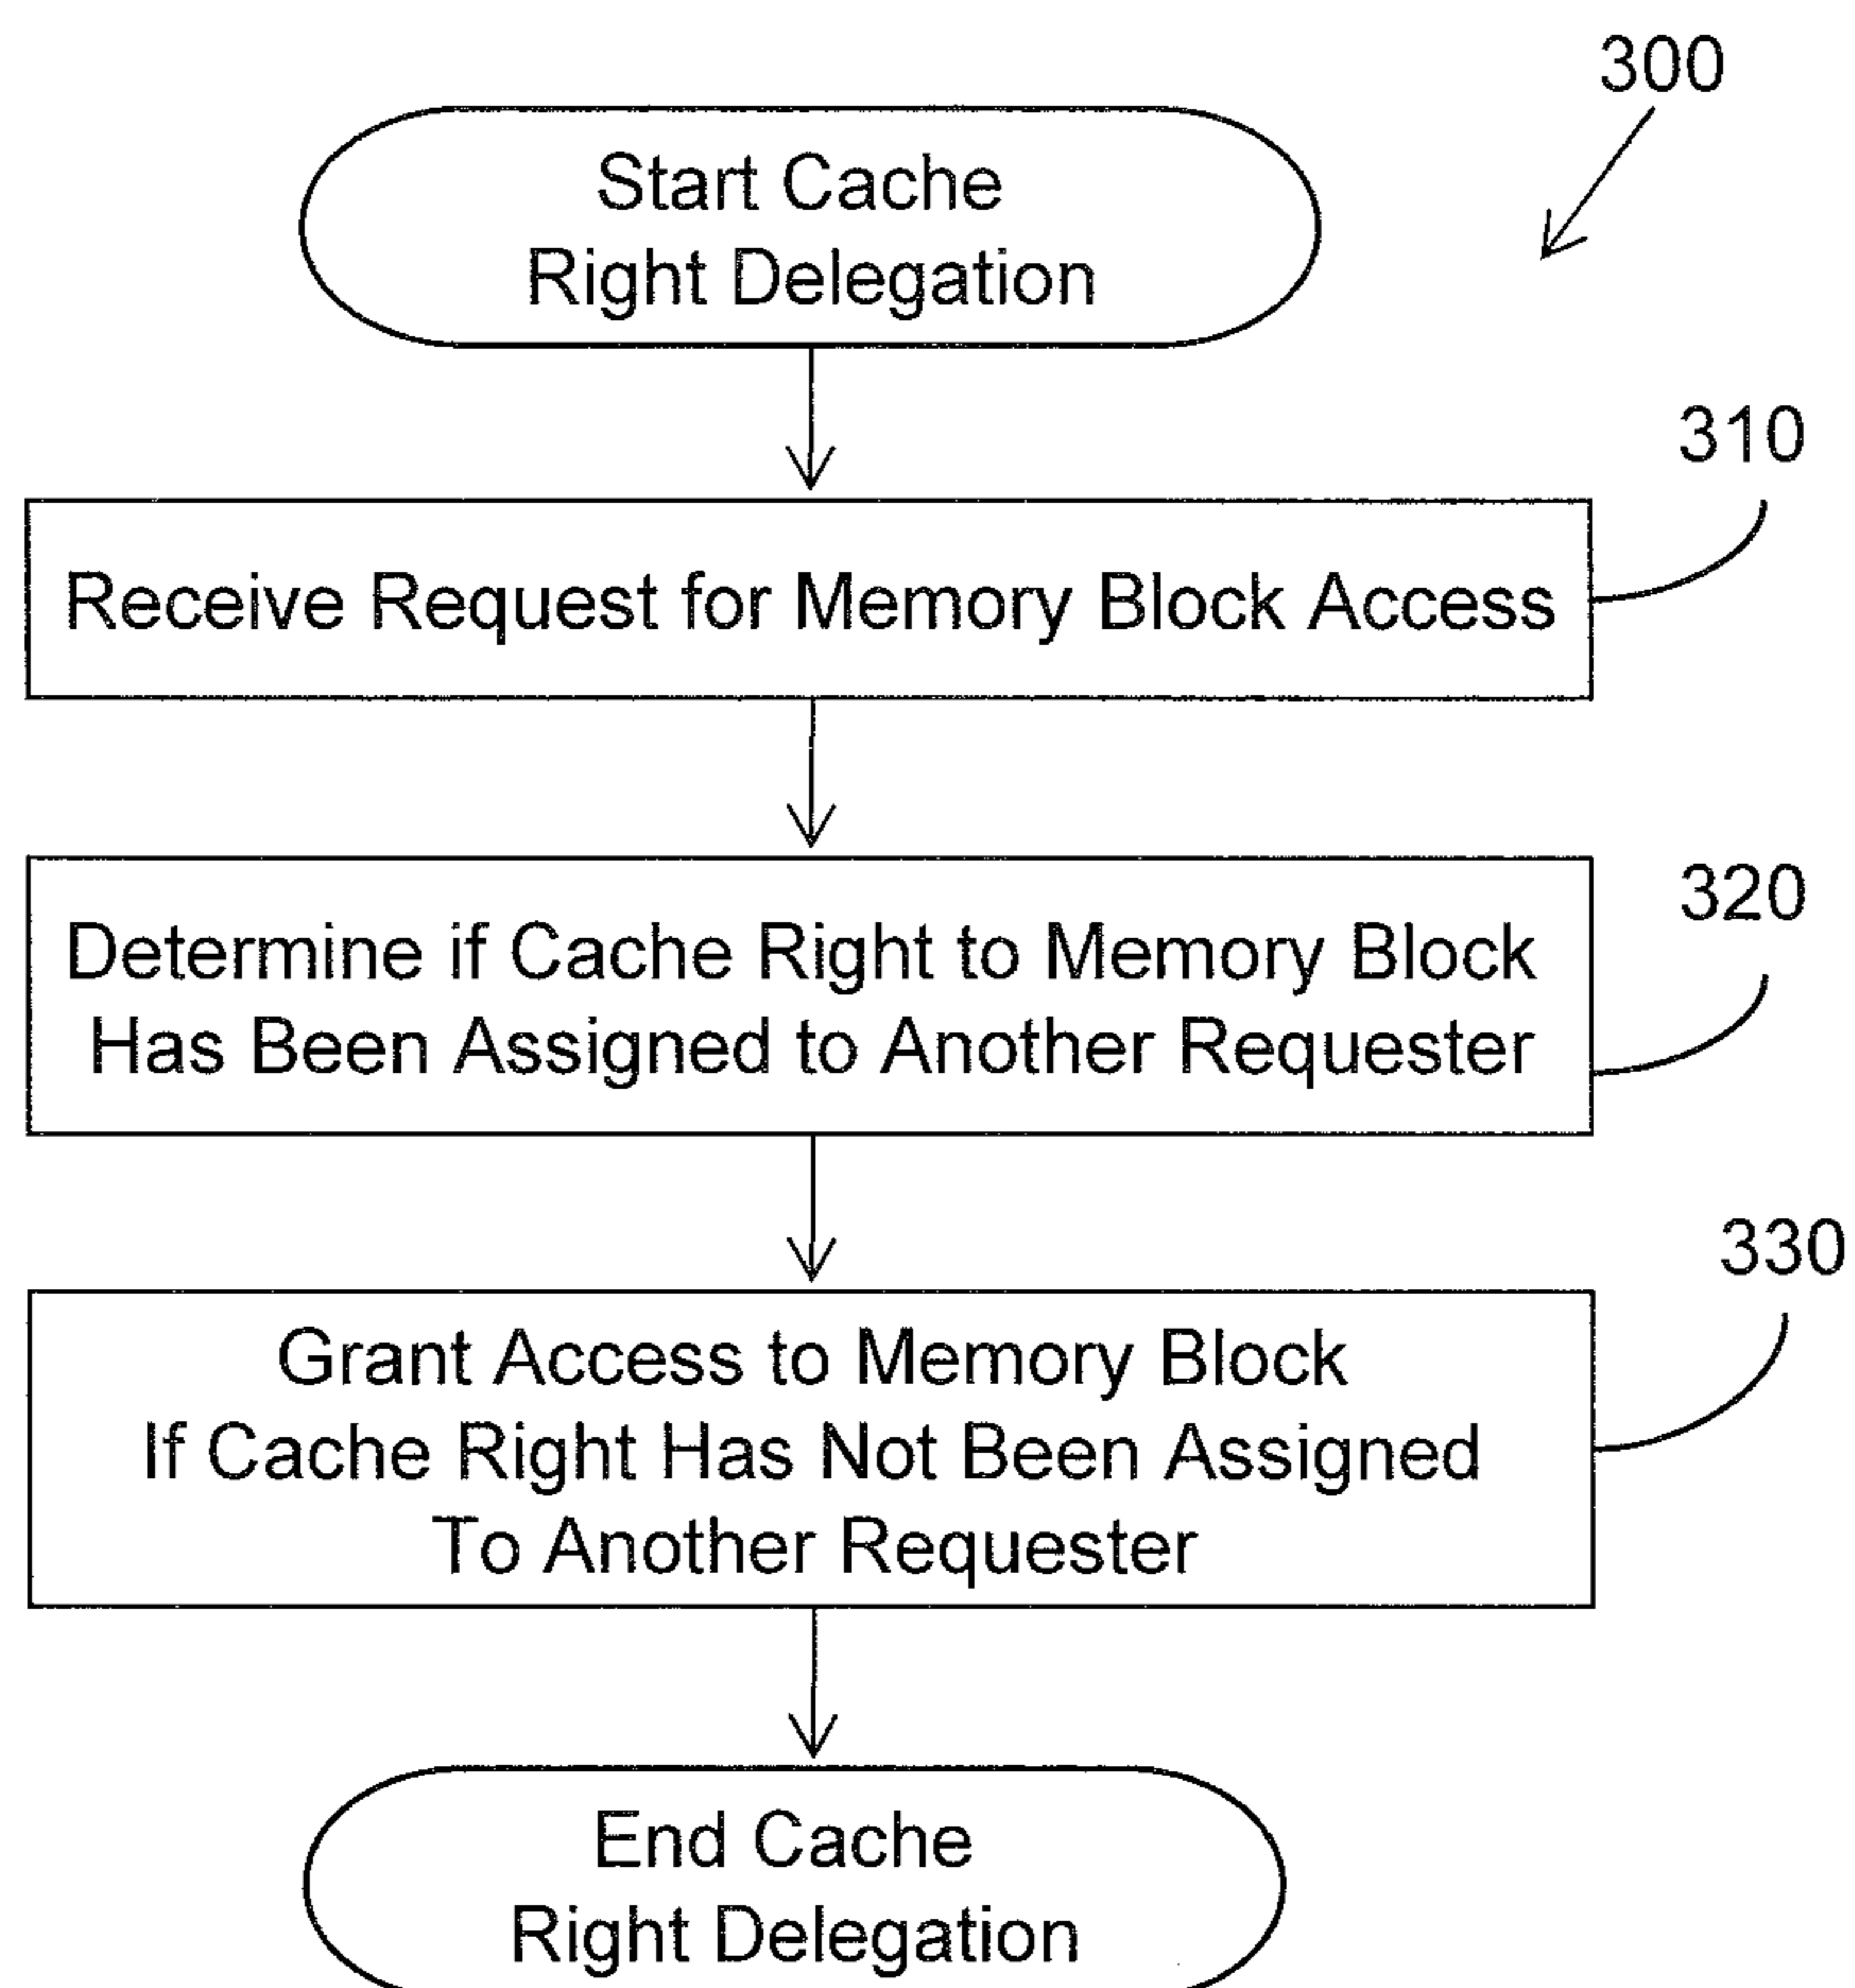 300
Start Cache
Right Delegation
310
Receive Request for Memory Block Access
320
Determine if Cache Right to Memory Block
Has Been Assigned to Another Requester
330
Grant Access to Memory Block
If Cache Right Has Not Been Assigned
To Another Requester
End Cache
Right Delegation